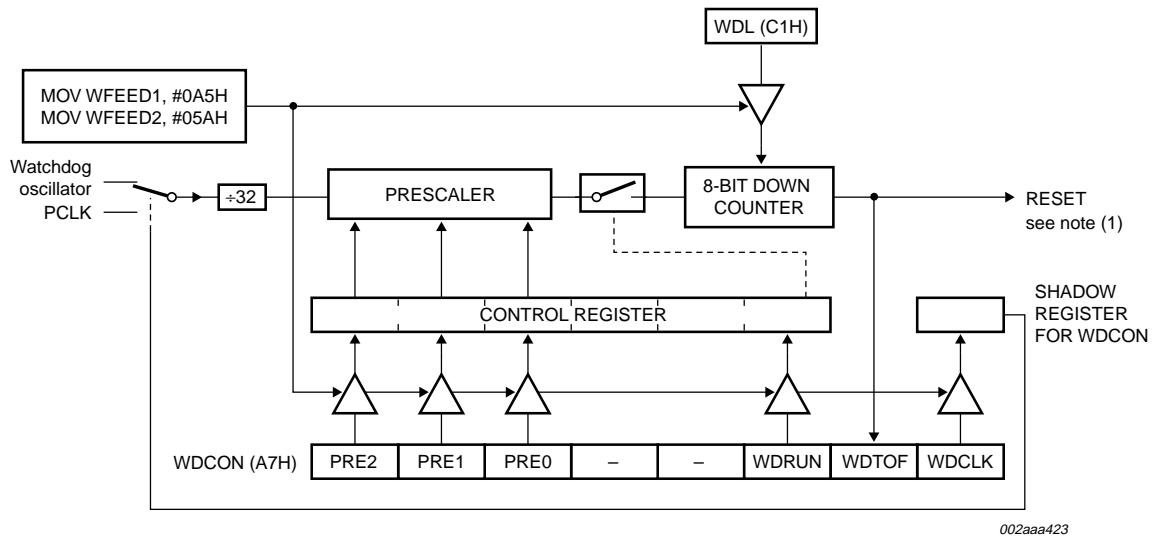 WDL (C1H)
MOV WFEED1, #0A5H
MOV WFEED2, #05AH
Watchdog
oscillator
PCLK
÷32
PRESCALER
8-BIT DOWN
COUNTER
RESET
see note (1)
SHADOW
REGISTER
FOR WDCON
CONTROL REGISTER
WDCON (A7H)
PRE2
PRE1
PRE0
–
–
WDRUN
WDTOF
WDCLK
002aaa423